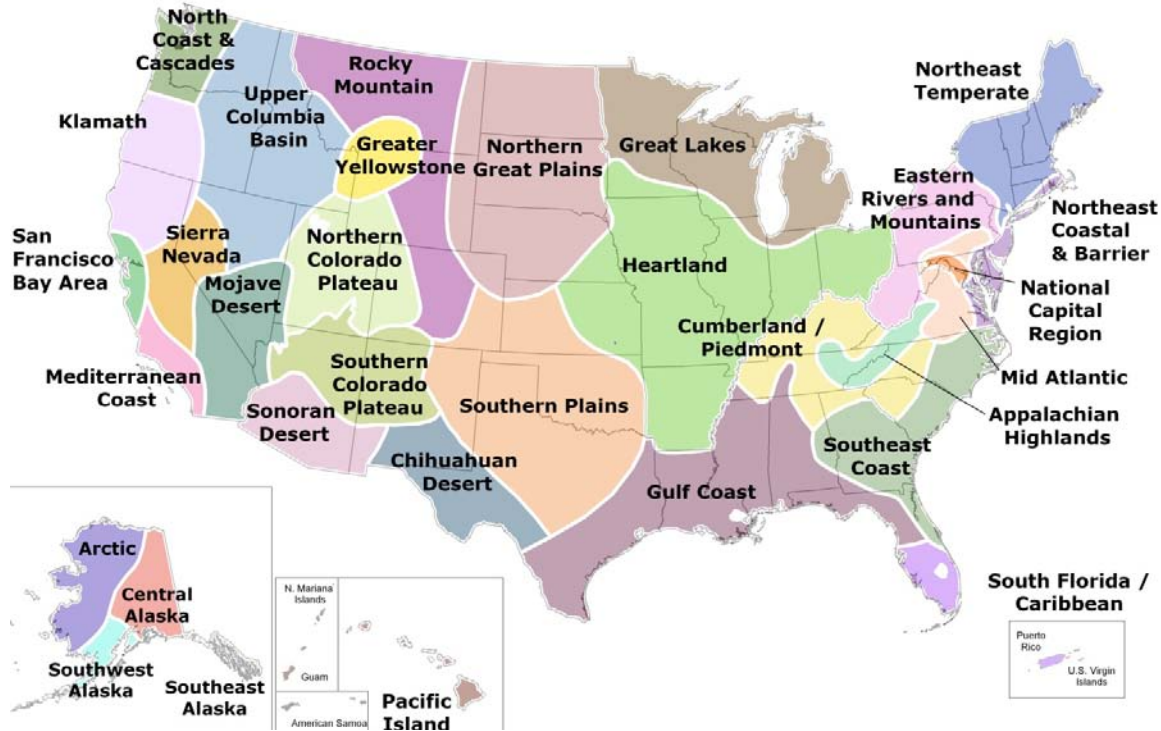 North
Coast &
Cascades
Rocky
Mountain
Northeast
Temperate
Upper
Columbia
Basin
Klamath
Greater
Yellowstone
Northern
Great Plains
Great Lakes
Eastern
Rivers and
Mountains
Northeast
Coastal
& Barrier
San
Francisco
Bay Area
Sierra
Nevada
Northern
Colorado
Plateau
Mojave
Desert
Heartland
National
Capital
Region
Cumberland /
Piedmont
Mid Atlantic
Mediterranean
Coast
Southern
Colorado
Plateau
Sonoran
Desert
Southern Plains
Appalachian
Highlands
Southeast
Coast
Chihuahuan
Desert
Gulf Coast
South Florida /
Caribbean
Arctic
Central
Alaska
Southwest
Alaska
Southeast
Alaska
N. Mariana
Islands
Guam
American Samoa
Pacific
Island
Puerto
Rico
U.S. Virgin
Islands